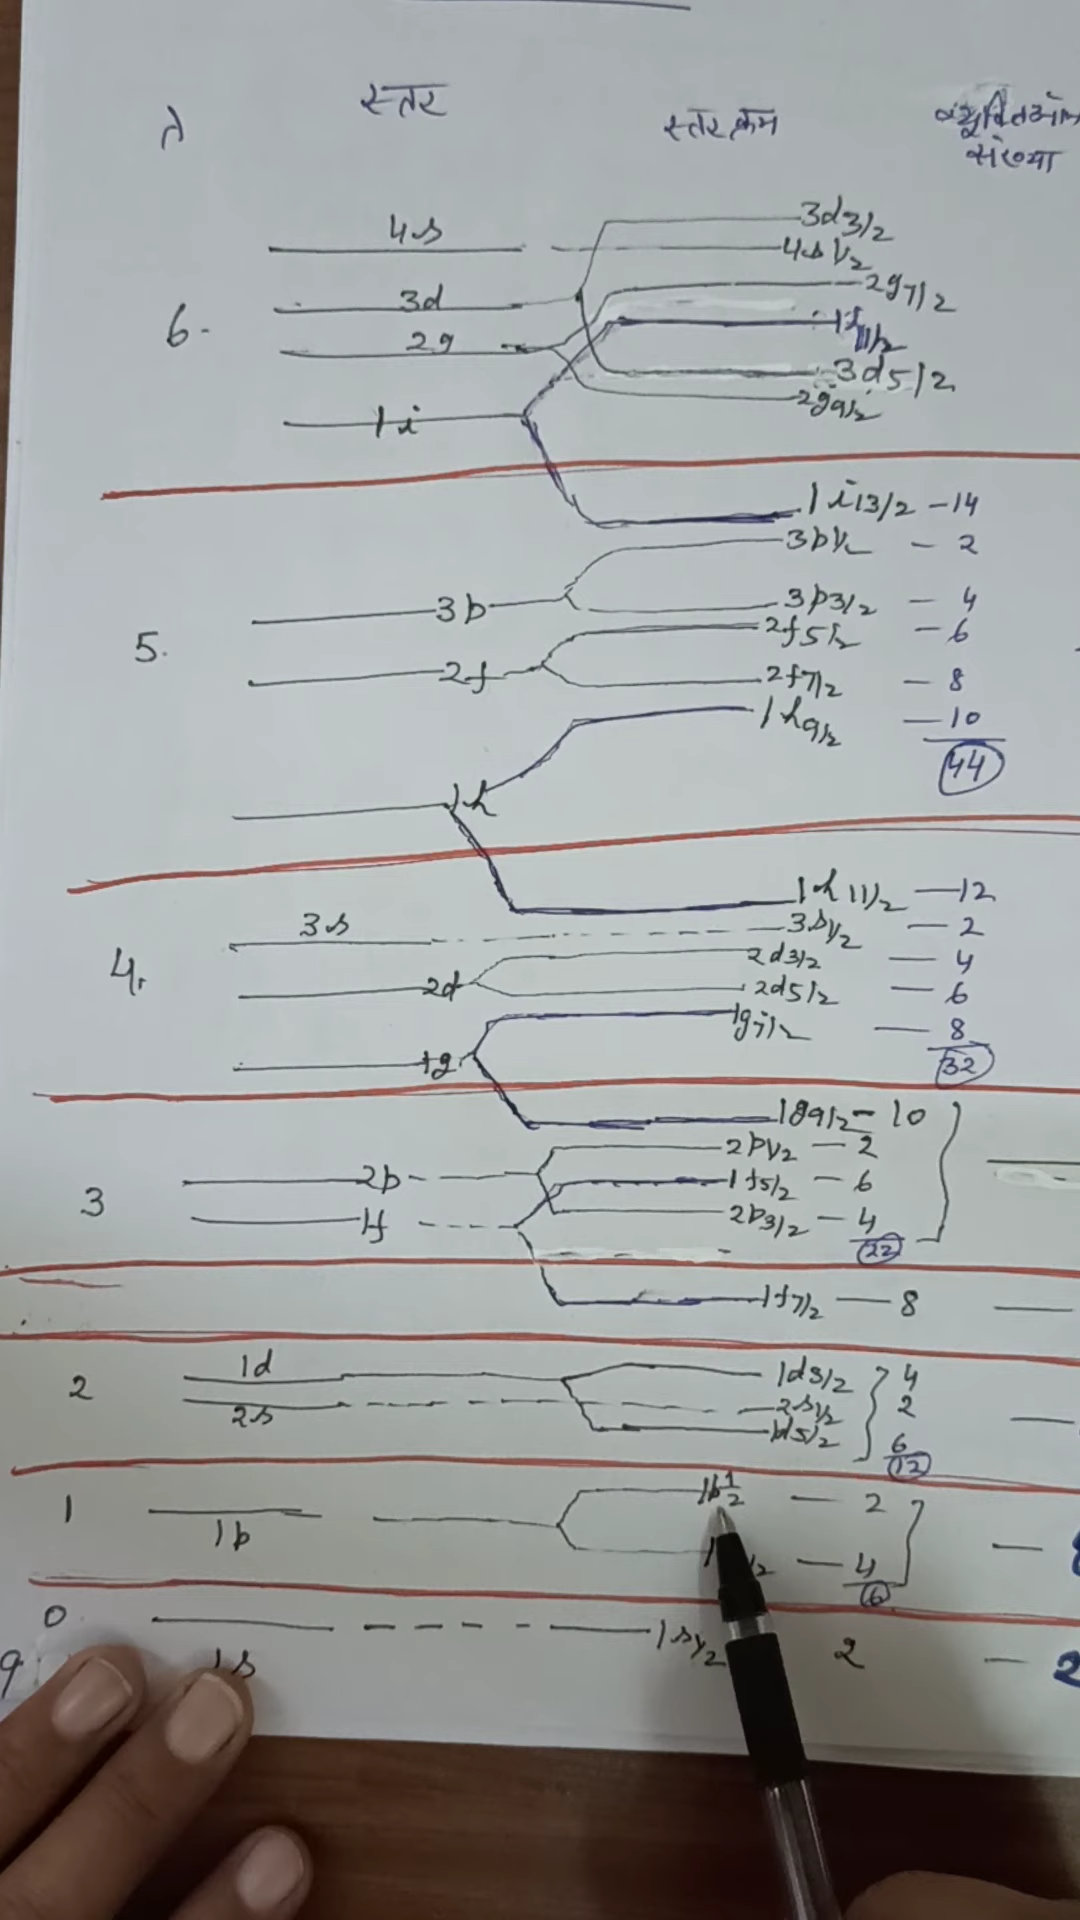 स्तर
स्तर क्रम
संख्या
4s
3d3/2
4s1/2
3d
2g7/2
6.
2g
3d5/2
2g9/2
1i
1i13/2 - 14
3p1/2 - 2
3p
3p3/2 - 4
5.
2f5/2 - 6
2f
2f7/2 - 8
1h9/2 - 10
44
1h
1h11/2 - 12
3s
3s1/2 - 2
4.
2d3/2 - 4
2d
2d5/2 - 6
1g7/2 - 8
1g
32
1g9/2 - 10
2p1/2 - 2
2p
3
1f5/2 - 6
1f
2p3/2 - 4
22
1f7/2 - 8
1d
1d3/2 4
2
2s
2s1/2 2
1d5/2 6
12
1p1/2 - 2
1
1p
- 4
6
0
1s1/2 2 - 2
1s